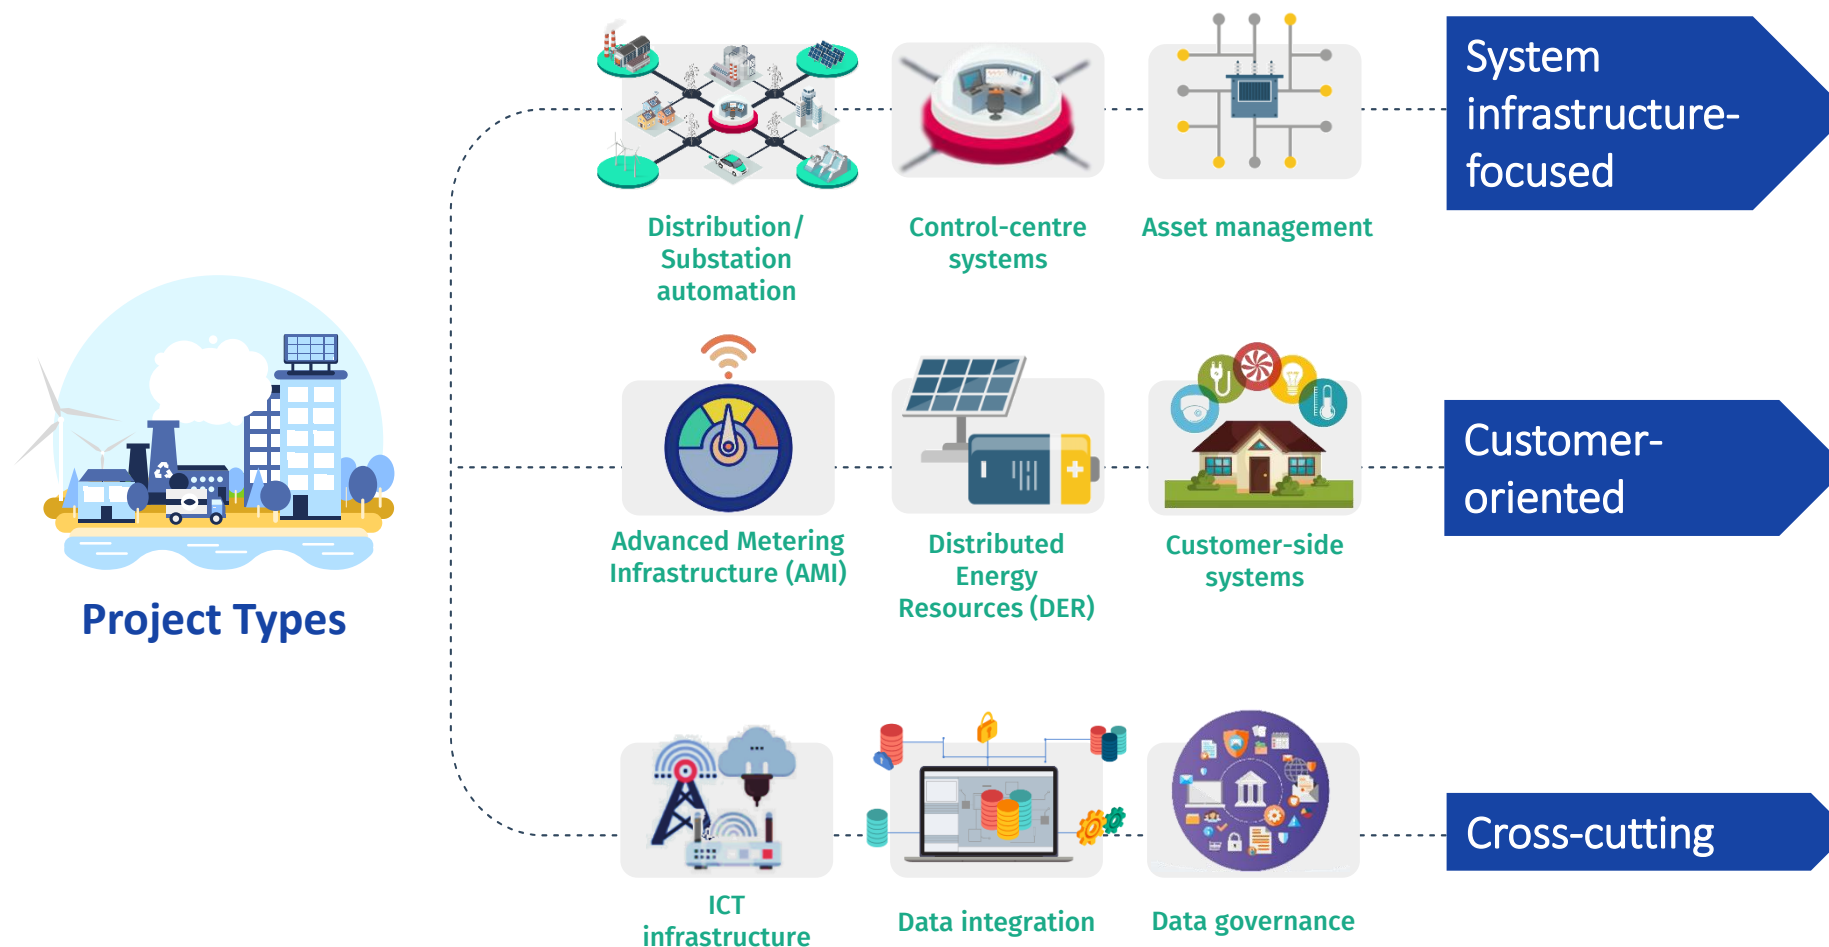 Project Types
Distribution/
Substation
automation
Control-centre
systems
Asset management
System
infrastructure-
focused
Advanced Metering
Infrastructure (AMI)
Distributed
Energy
Resources (DER)
Customer-side
systems
Customer-
oriented
ICT
infrastructure
Data integration
Data governance
Cross-cutting